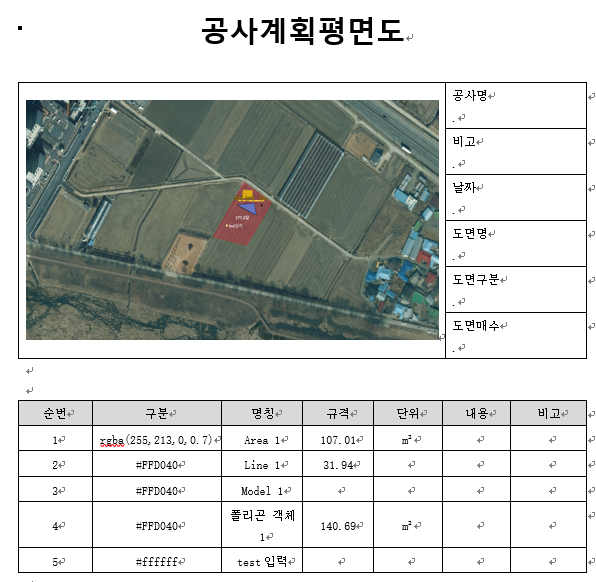 공사계획평면도
공사명
.
비고
.
날짜
.
도면명
.
도면구분
.
도면매수
.
순번 구분 명칭 규격 단위 내용 비고
1 rgba(255,213,0,0.7) Area 1 107.01 m²
2 #FFD040 Line 1 31.94
3 #FFD040 Model 1
4 #FFD040 폴리곤 객체 1 140.69 m²
5 #ffffff test입력